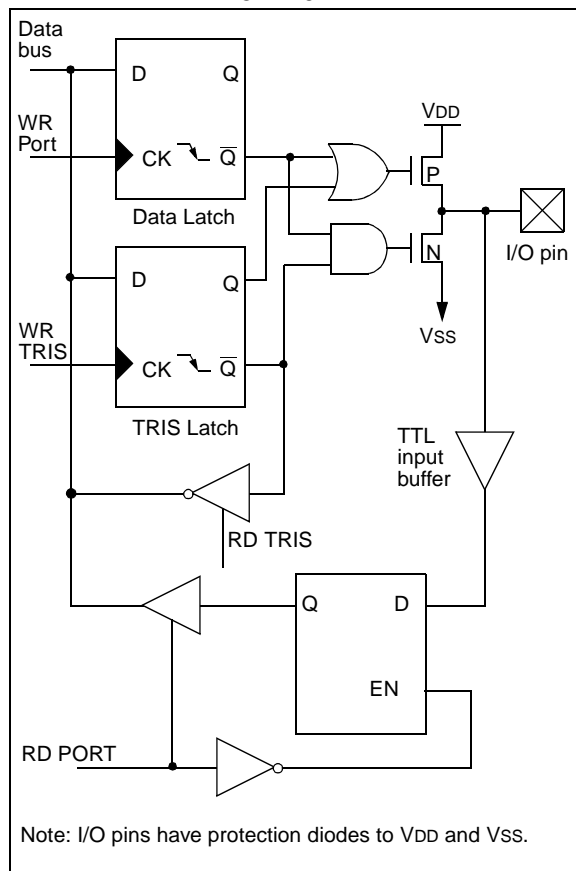 Data
bus
D
Q
WR
Port
CK
Q
Data Latch
VDD
P
N
I/O pin
VSS
D
Q
WR
TRIS
CK
Q
TRIS Latch
TTL
input
buffer
RD TRIS
Q
D
EN
RD PORT
Note: I/O pins have protection diodes to VDD and VSS.